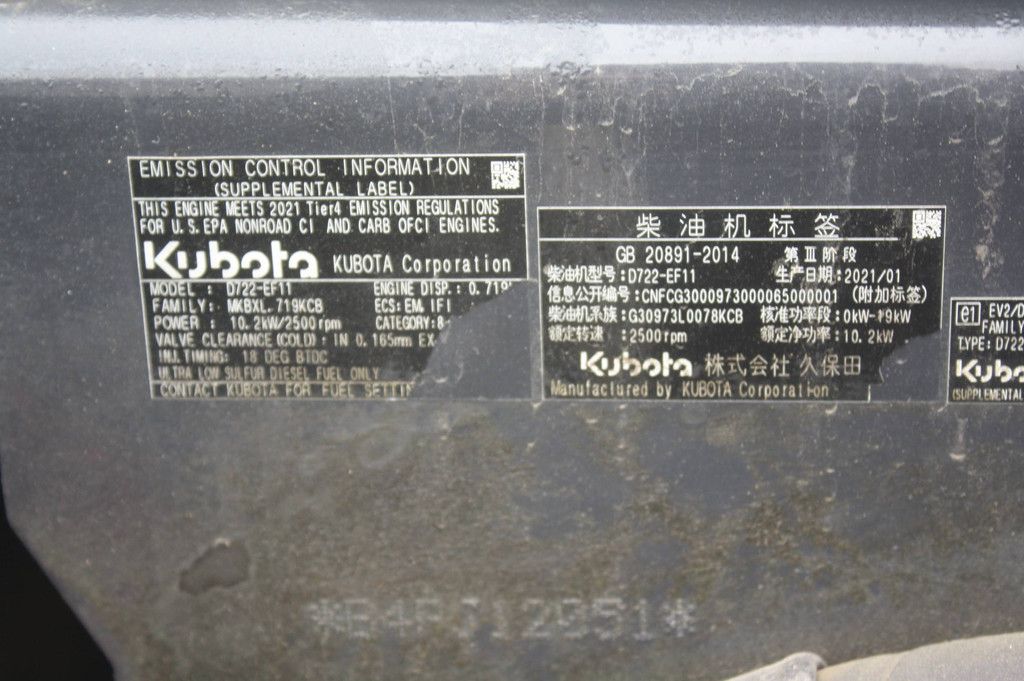 EMISSION CONTROL INFORMATION
(SUPPLEMENTAL LABEL)
THIS ENGINE MEETS 2021 Tier4 EMISSION REGULATIONS
FOR U.S.EPA NONROAD CI AND CARB OFCI ENGINES.
Kubota KUBOTA Corporation
MODEL : D722-EF11 ENGINE DISP.: 0.719
FAMILY: MKBXL.719KCB ECS: EM, IFI
POWER : 10.2kW/2500rpm CATEGORY: 8-
VALVE CLEARANCE (COLD) : IN 0.165mm EX
INJ. TIMING: 18 DEG BTDC
ULTRA LOW SULFUR DIESEL FUEL ONLY
CONTACT KUBOTA FOR FUEL SETTIN
柴油机标签
GB 20891-2014 第Ⅲ阶段
柴油机型号:D722-EF11 生产日期:2021/01
信息公开编号:CNFCG3000973000065000001 (附加标签)
柴油机系族:G30973L0078KCB 核准功率段:0kW-19kW
额定转速 :2500rpm 额定净功率:10.2kW
Kubota 株式会社 久保田
Manufactured by KUBOTA Corporation
e1 EV2/D
FAMILY
TYPE: D722
Kubo
(SUPPLEMENTAL